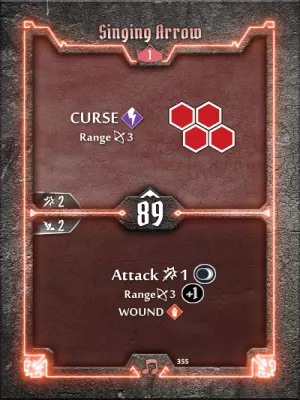 Singing Arrow
1
CURSE
Range 3
2
89
2
Attack 1
Range 3 +1
WOUND
355